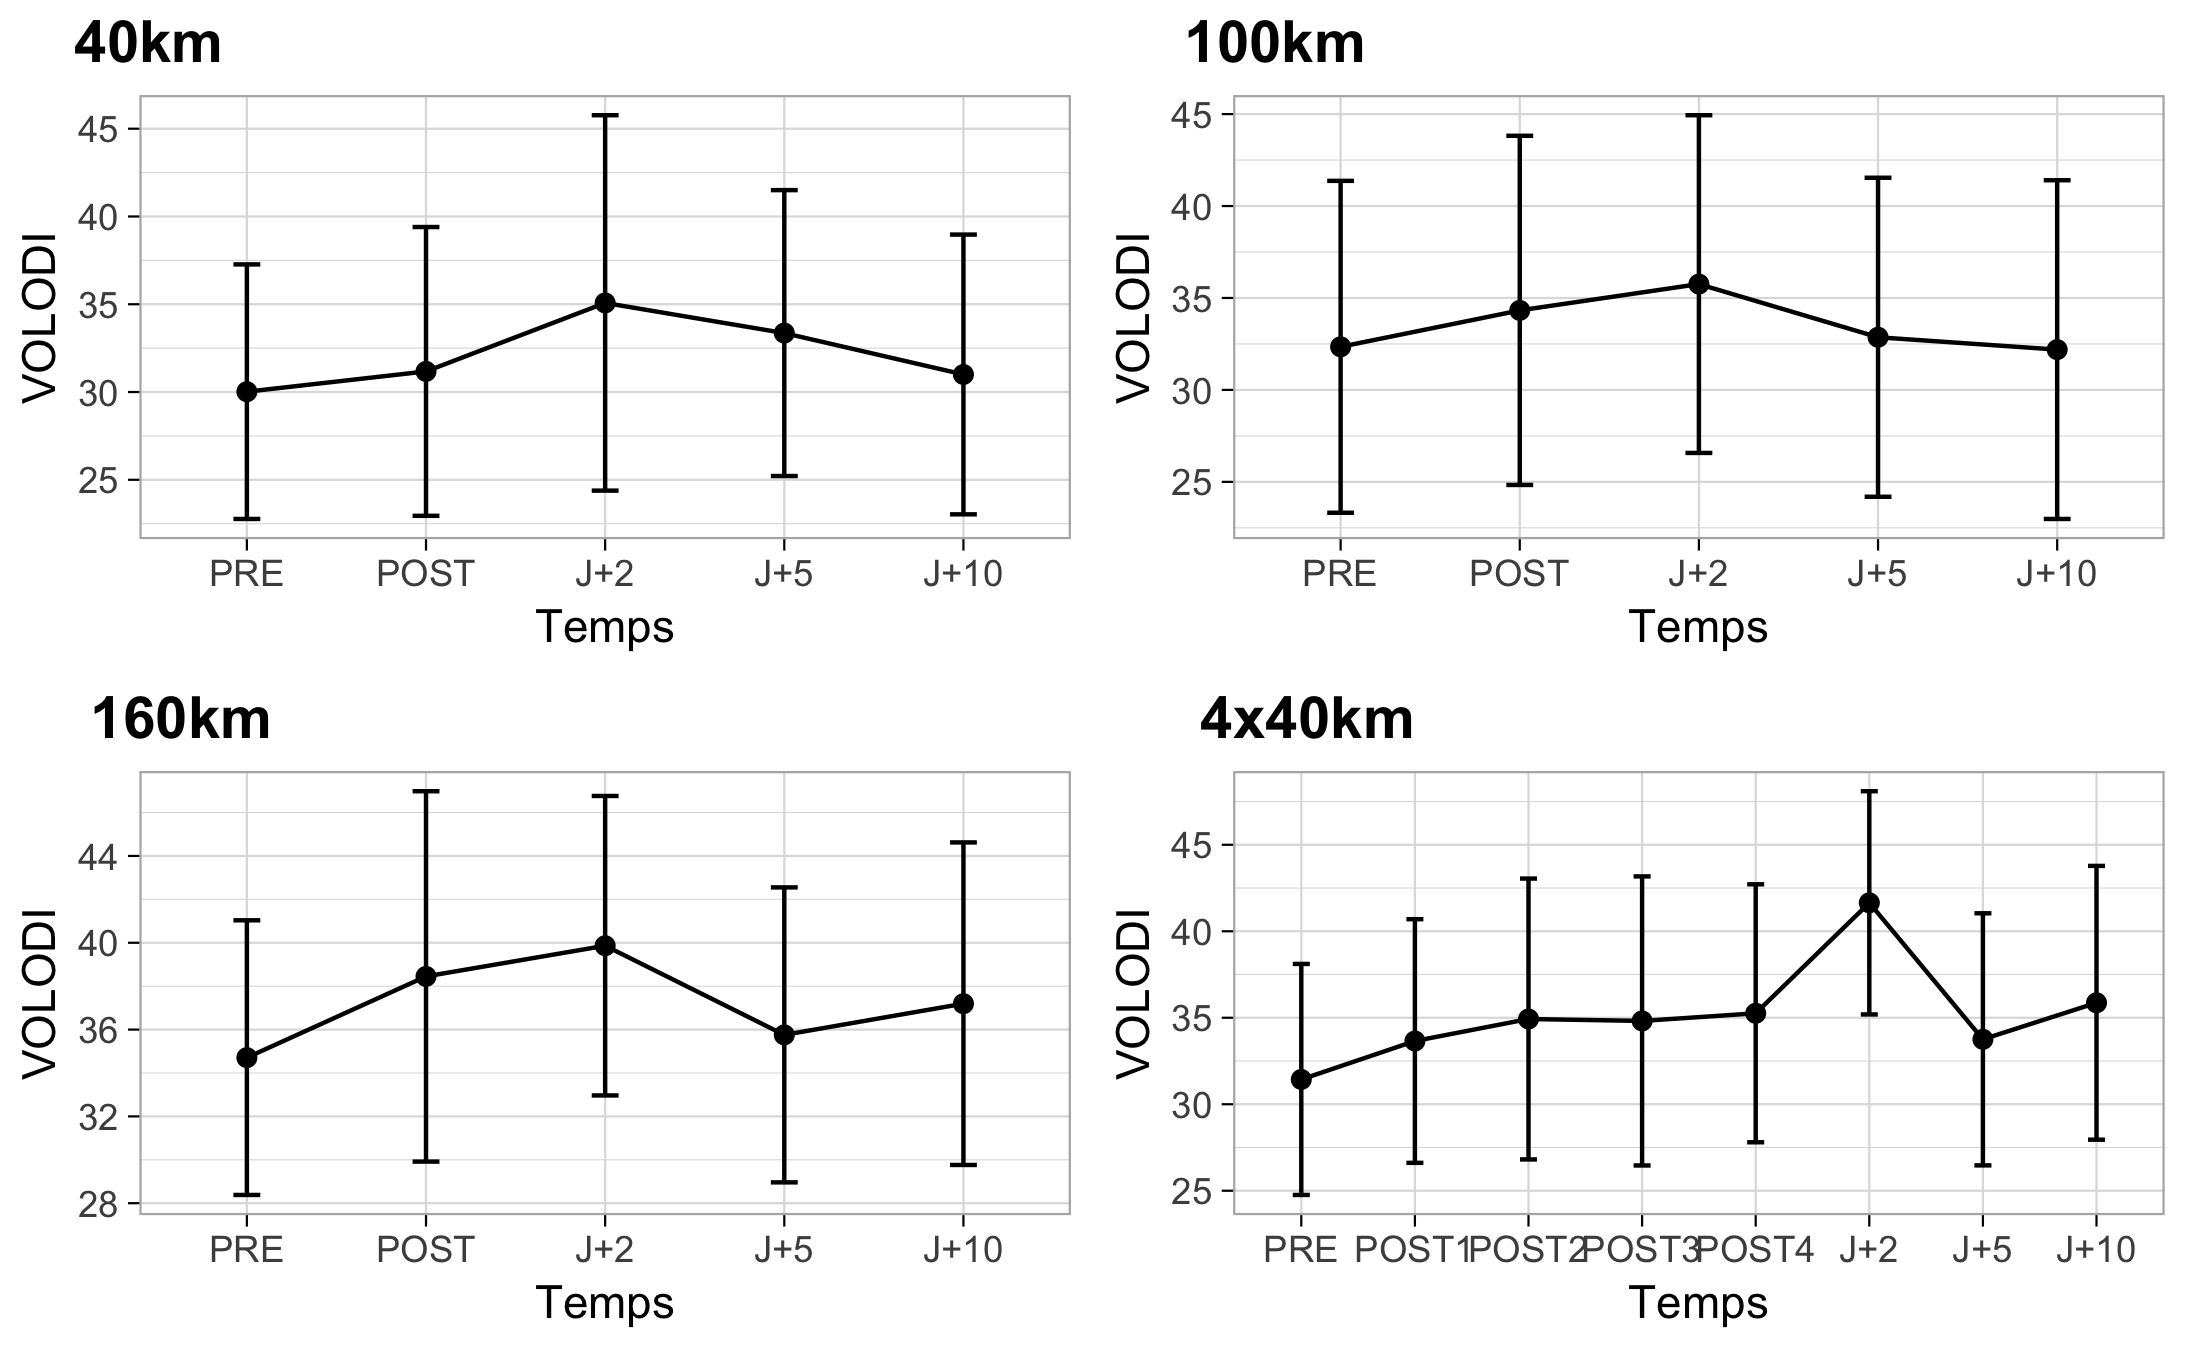 40km
VOLODI
45
40
35
30
25
PRE POST J+2 J+5 J+10
Temps
100km
VOLODI
45
40
35
30
25
PRE POST J+2 J+5 J+10
Temps
160km
VOLODI
44
40
36
32
28
PRE POST J+2 J+5 J+10
Temps
4x40km
VOLODI
45
40
35
30
25
PRE POST1 POST2 POST3 POST4 J+2 J+5 J+10
Temps